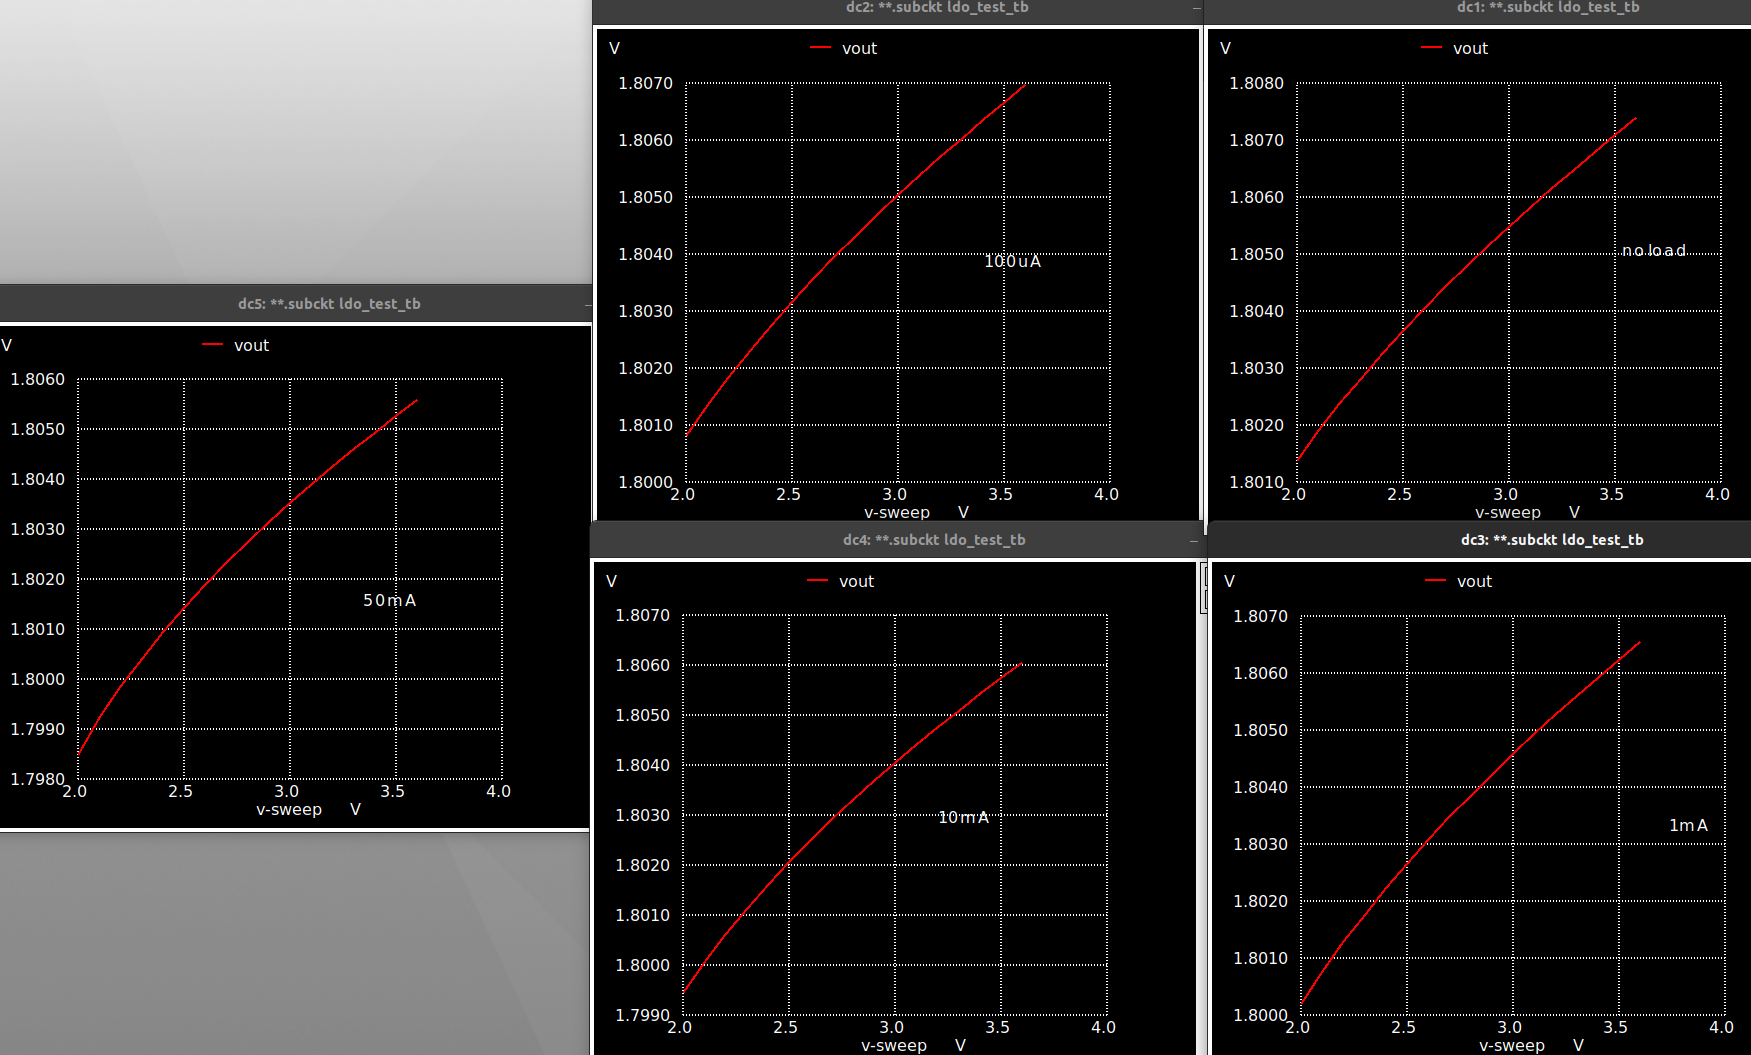 dc2: **.subckt ldo_test_tb
V
vout
1.8070
1.8060
1.8050
1.8040
1.8030
1.8020
1.8010
1.8000
100uA
2.0 2.5 3.0 3.5 4.0
v-sweep V
dc1: **.subckt ldo_test_tb
V
vout
1.8080
1.8070
1.8060
1.8050
1.8040
1.8030
1.8020
1.8010
no load
2.0 2.5 3.0 3.5 4.0
v-sweep V
dc5: **.subckt ldo_test_tb
V
vout
1.8060
1.8050
1.8040
1.8030
1.8020
1.8010
1.8000
1.7990
1.7980
50mA
2.0 2.5 3.0 3.5 4.0
v-sweep V
dc4: **.subckt ldo_test_tb
V
vout
1.8070
1.8060
1.8050
1.8040
1.8030
1.8020
1.8010
1.8000
1.7990
10mA
2.0 2.5 3.0 3.5 4.0
v-sweep V
dc3: **.subckt ldo_test_tb
V
vout
1.8070
1.8060
1.8050
1.8040
1.8030
1.8020
1.8010
1.8000
1mA
2.0 2.5 3.0 3.5 4.0
v-sweep V